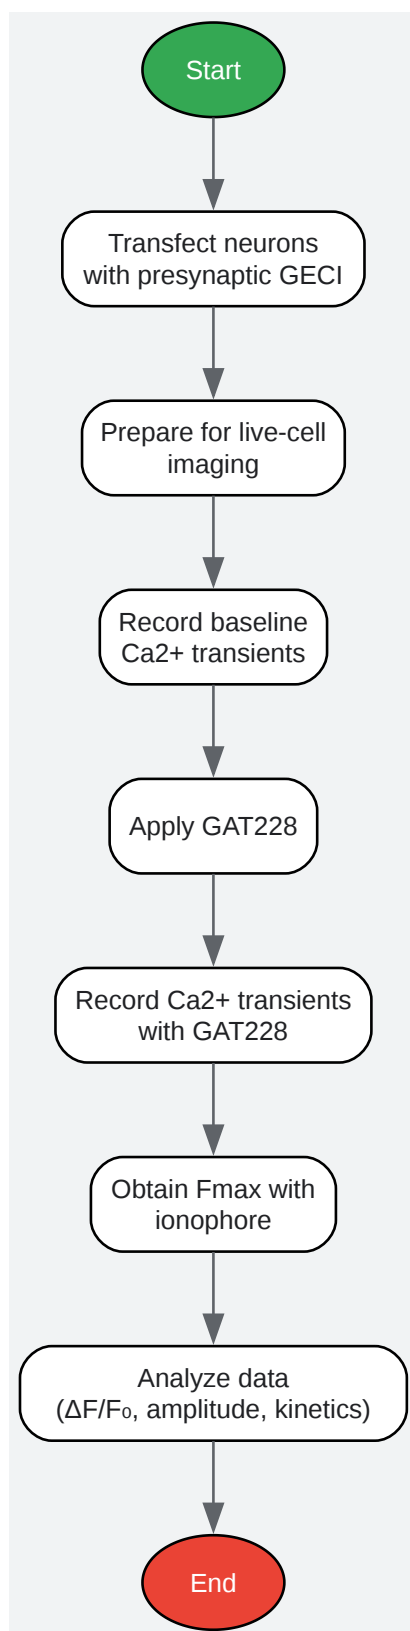 Start
Transfect neurons
with presynaptic GECI
Prepare for live-cell
imaging
Record baseline
Ca2+ transients
Apply GAT228
Record Ca2+ transients
with GAT228
Obtain Fmax with
ionophore
Analyze data
(ΔF/F₀, amplitude, kinetics)
End